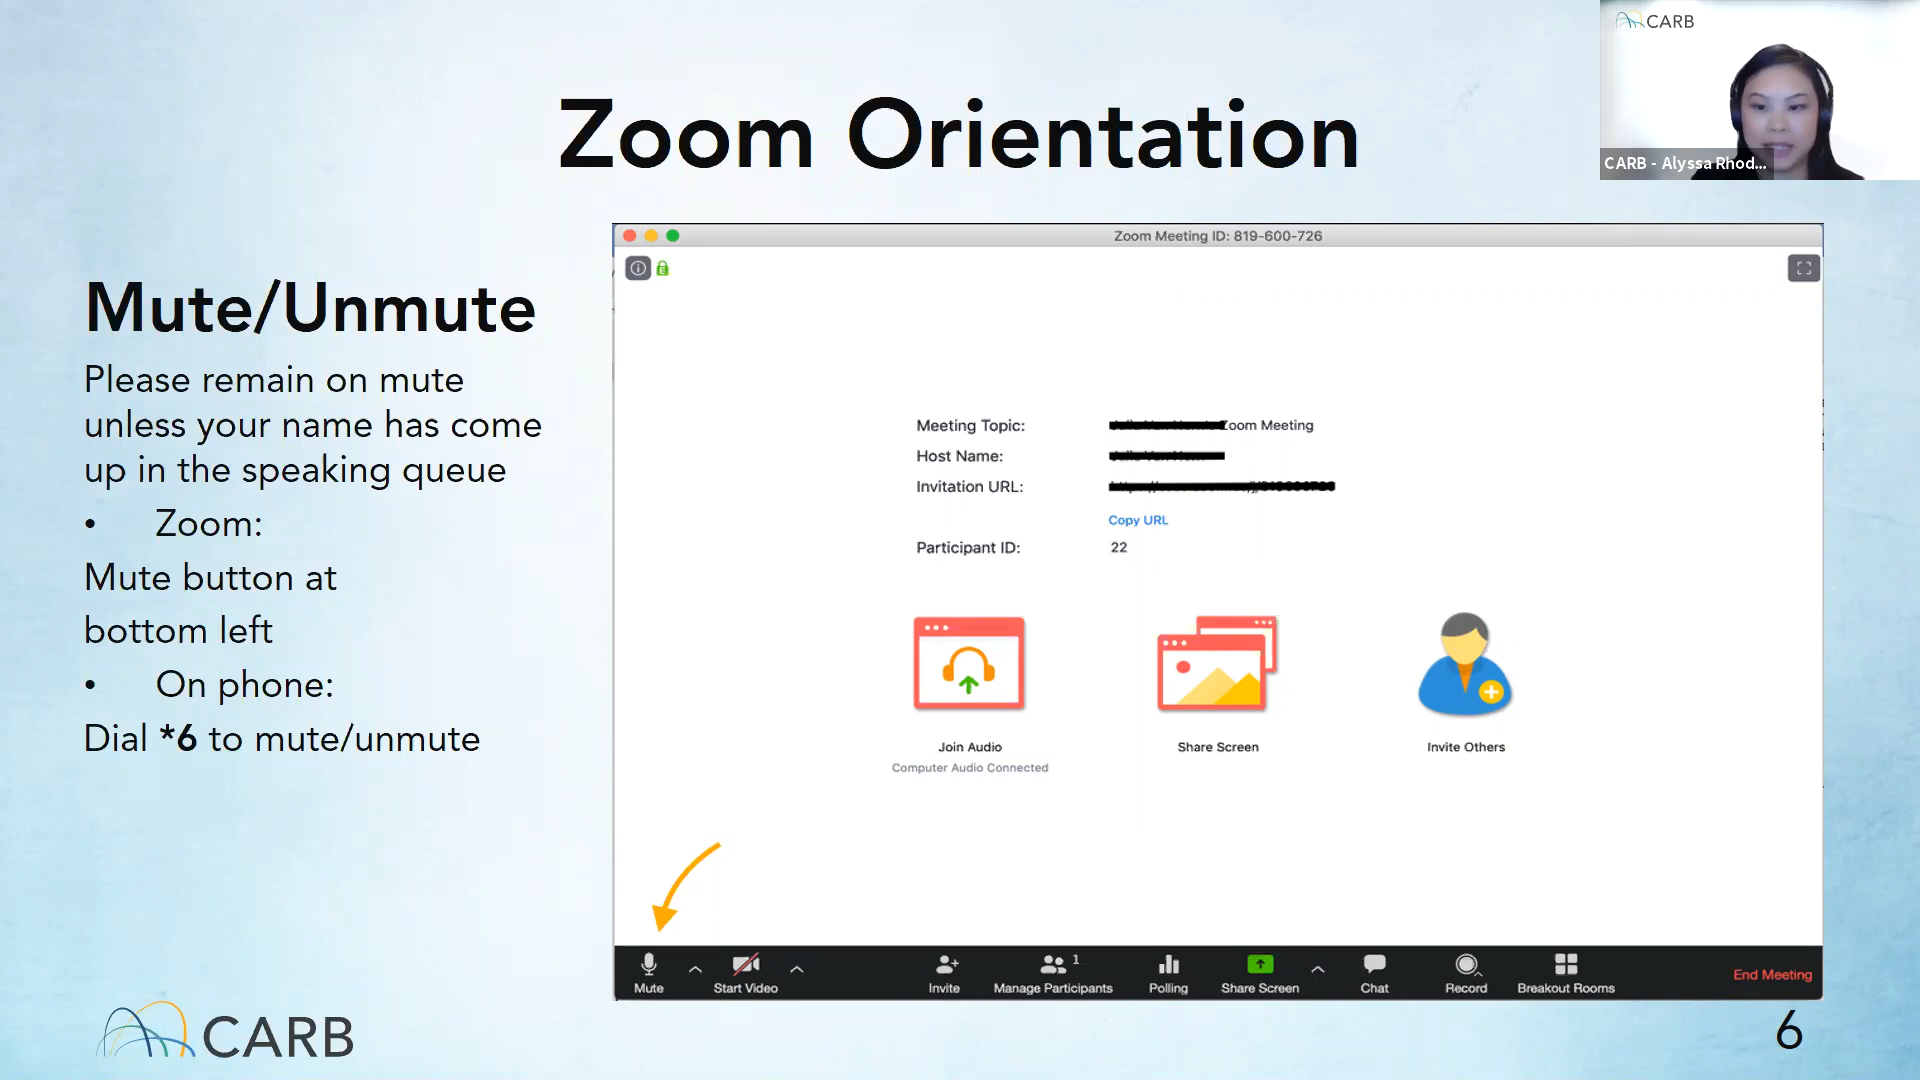 CARB
CARB - Alyssa Rhod...
Zoom Orientation
Mute/Unmute
Please remain on mute
unless your name has come
up in the speaking queue
• Zoom:
Mute button at
bottom left
• On phone:
Dial *6 to mute/unmute
Zoom Meeting ID: 819-600-726
Meeting Topic: Zoom Meeting
Host Name:
Invitation URL:
Copy URL
Participant ID: 22
Join Audio
Computer Audio Connected
Share Screen
Invite Others
Mute
Start Video
Invite
1
Manage Participants
Polling
Share Screen
Chat
Record
Breakout Rooms
End Meeting
CARB
6